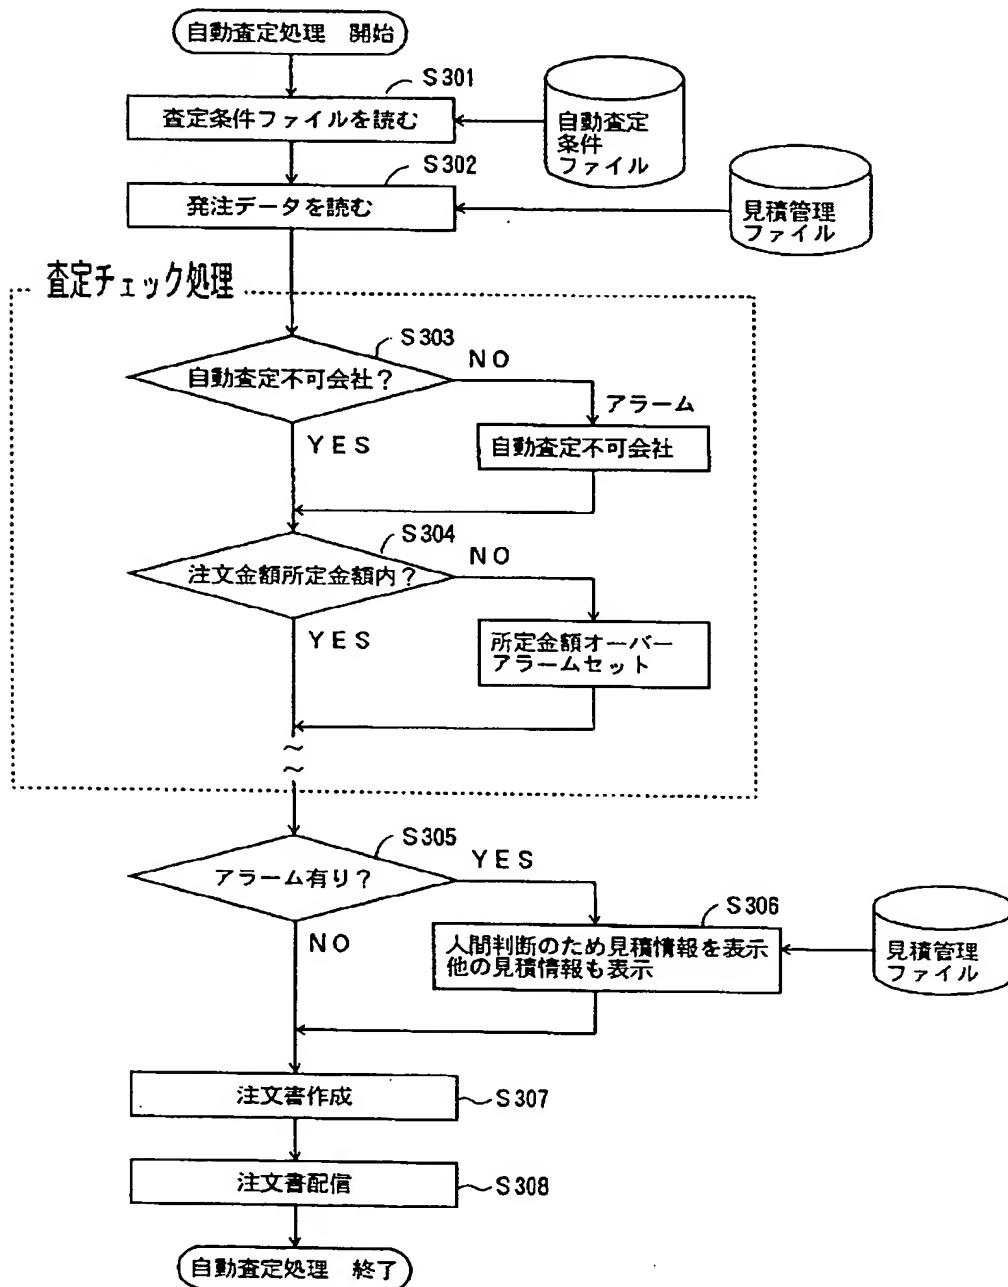 自動査定処理 開始
S301
査定条件ファイルを読む
自動査定
条件
ファイル
S302
発注データを読む
見積管理
ファイル
査定チェック処理
S303
自動査定不可会社?
NO
アラーム
YES
自動査定不可会社
S304
注文金額所定金額内?
NO
YES
所定金額オーバー
アラームセット
S305
アラーム有り?
YES
NO
S306
人間判断のため見積情報を表示
他の見積情報も表示
見積管理
ファイル
注文書作成
S307
注文書配信
S308
自動査定処理 終了